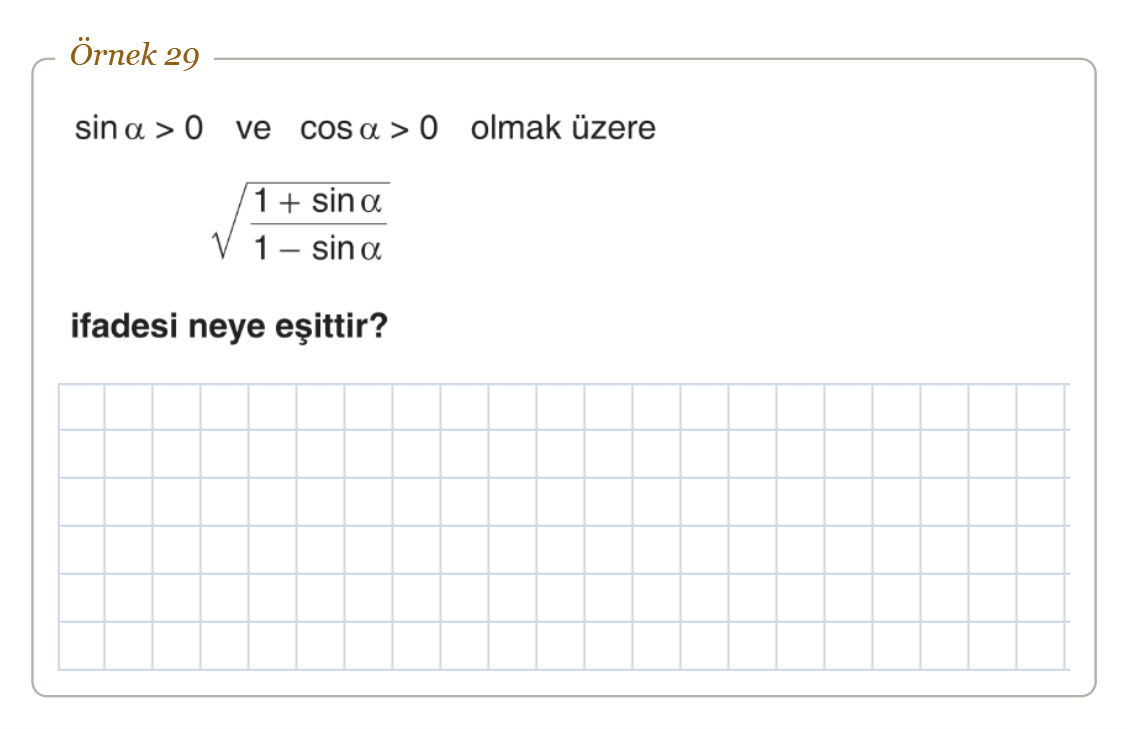 Örnek 29
sin α > 0 ve cos α > 0 olmak üzere
√((1 + sin α)/(1 − sin α))
ifadesi neye eşittir?